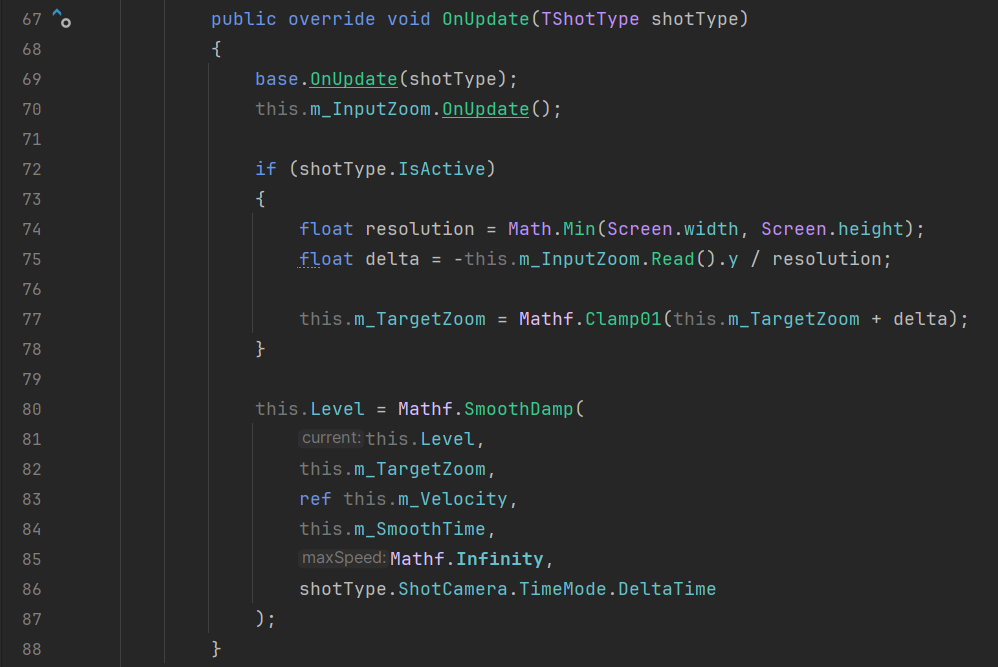 67 public override void OnUpdate(TShotType shotType)
68 {
69 base.OnUpdate(shotType);
70 this.m_InputZoom.OnUpdate();
71
72 if (shotType.IsActive)
73 {
74 float resolution = Math.Min(Screen.width, Screen.height);
75 float delta = -this.m_InputZoom.Read().y / resolution;
76
77 this.m_TargetZoom = Mathf.Clamp01(this.m_TargetZoom + delta);
78 }
79
80 this.Level = Mathf.SmoothDamp(
81 current: this.Level,
82 this.m_TargetZoom,
83 ref this.m_Velocity,
84 this.m_SmoothTime,
85 maxSpeed: Mathf.Infinity,
86 shotType.ShotCamera.TimeMode.DeltaTime
87 );
88 }